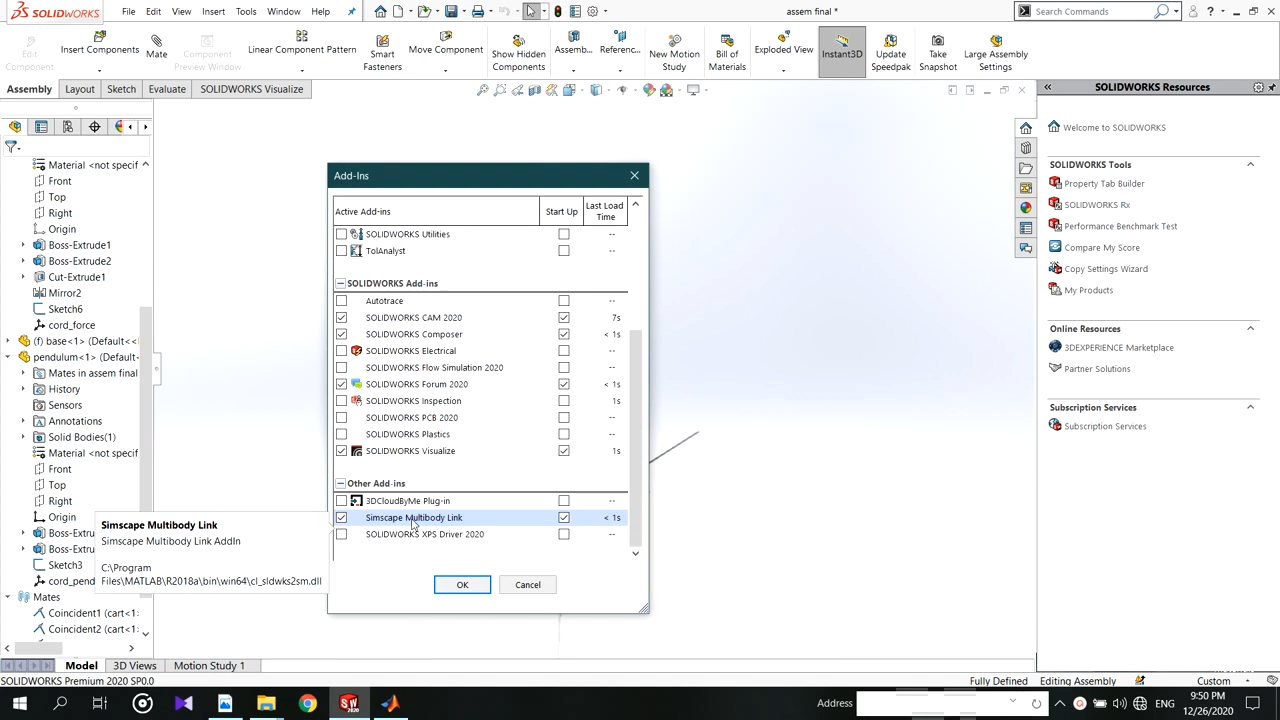 SOLIDWORKS File Edit View Insert Tools Window Help assem final * Search Commands
Edit Component
Insert Components
Mate
Component Preview Window
Linear Component Pattern
Smart Fasteners
Move Component
Show Hidden Components
Assemb...
Referenc...
New Motion Study
Bill of Materials
Exploded View
Instant3D
Update Speedpak
Take Snapshot
Large Assembly Settings
Assembly Layout Sketch Evaluate SOLIDWORKS Visualize
Material <not specif
Front
Top
Right
Origin
Boss-Extrude1
Boss-Extrude2
Cut-Extrude1
Mirror2
Sketch6
cord_force
(f) base<1> (Default<<
pendulum<1> (Default<
Mates in assem final
History
Sensors
Annotations
Solid Bodies(1)
Material <not specif
Front
Top
Right
Origin
Boss-Extru
Boss-Extru
Sketch3
cord_pend
Mates
Coincident1 (cart<1>
Coincident2 (cart<1>
Simscape Multibody Link
Simscape Multibody Link AddIn
C:\Program
Files\MATLAB\R2018a\bin\win64\cl_sldwks2sm.dll
Add-Ins
Active Add-ins Start Up Last Load Time
SOLIDWORKS Utilities --
TolAnalyst --
SOLIDWORKS Add-ins
Autotrace --
SOLIDWORKS CAM 2020 7s
SOLIDWORKS Composer < 1s
SOLIDWORKS Electrical --
SOLIDWORKS Flow Simulation 2020 --
SOLIDWORKS Forum 2020 < 1s
SOLIDWORKS Inspection 1s
SOLIDWORKS PCB 2020 --
SOLIDWORKS Plastics --
SOLIDWORKS Visualize 1s
Other Add-ins
3DCloudByMe Plug-in --
Simscape Multibody Link < 1s
SOLIDWORKS XPS Driver 2020 --
OK Cancel
SOLIDWORKS Resources
Welcome to SOLIDWORKS
SOLIDWORKS Tools
Property Tab Builder
SOLIDWORKS Rx
Performance Benchmark Test
Compare My Score
Copy Settings Wizard
My Products
Online Resources
3DEXPERIENCE Marketplace
Partner Solutions
Subscription Services
Subscription Services
Model 3D Views Motion Study 1
SOLIDWORKS Premium 2020 SP0.0 Fully Defined Editing Assembly Custom
Address ENG 9:50 PM
12/26/2020